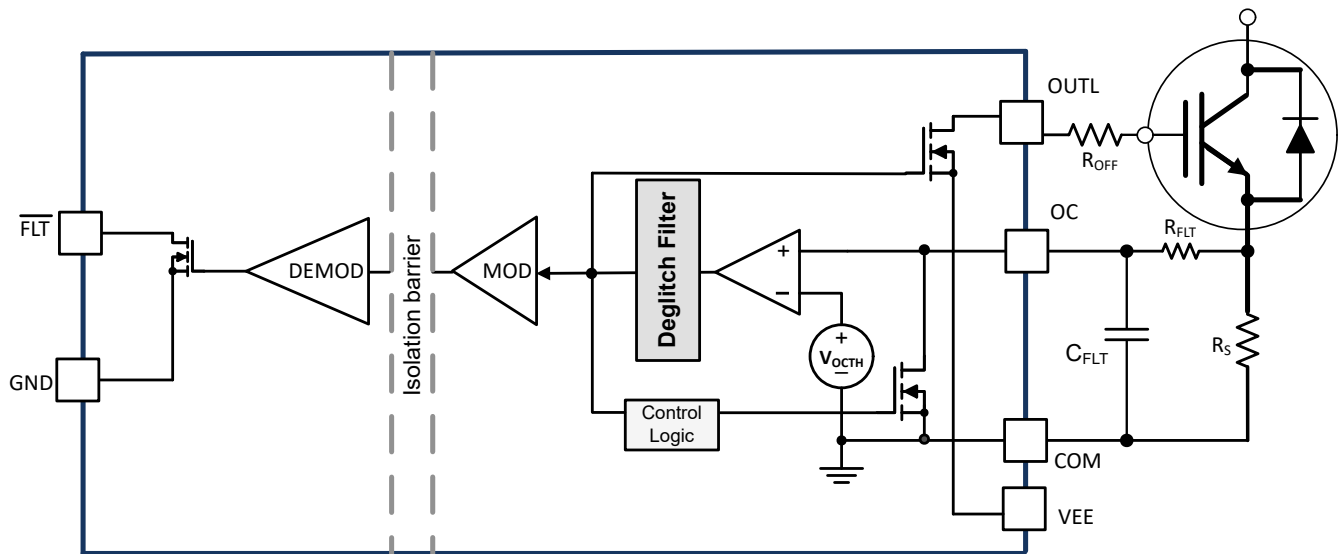 OUTL
R_OFF
FLT
DEMOD
Isolation barrier
MOD
Deglitch Filter
+
−
OC
R_FLT
+
V_OCTH
−
C_FLT
R_S
GND
Control
Logic
COM
VEE